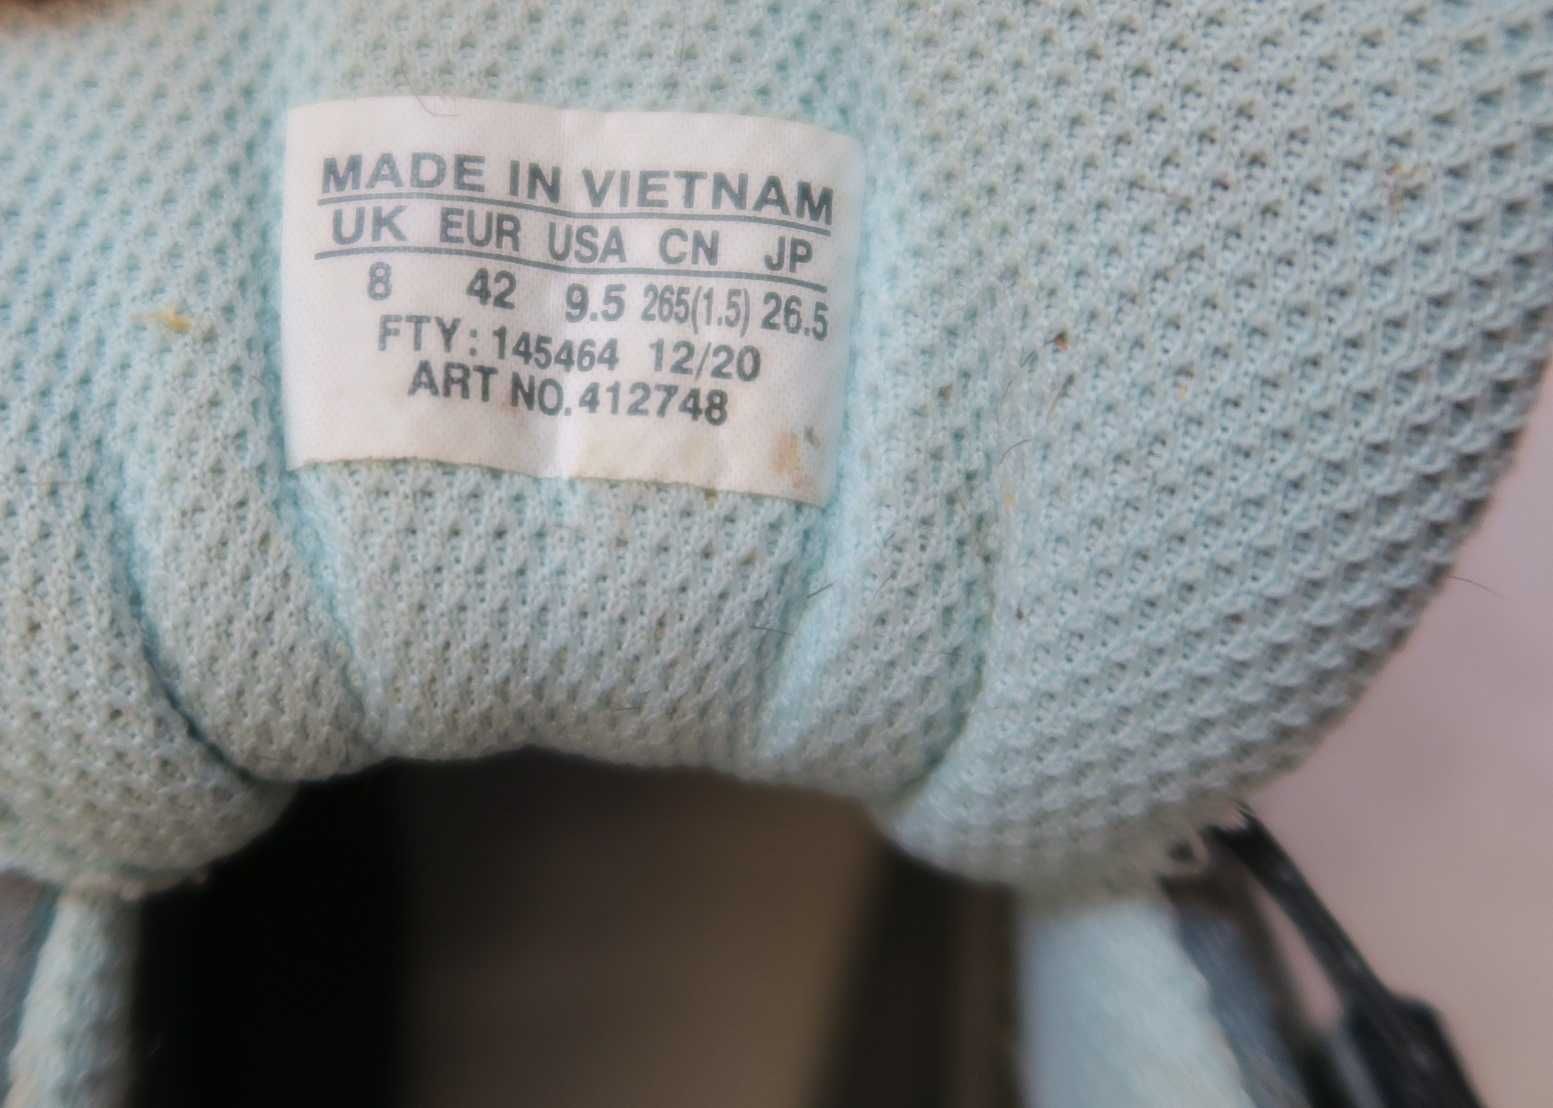 MADE IN VIETNAM
UK EUR USA CN JP
8 42 9.5 265(1.5) 26.5
FTY: 145464 12/20
ART NO.412748